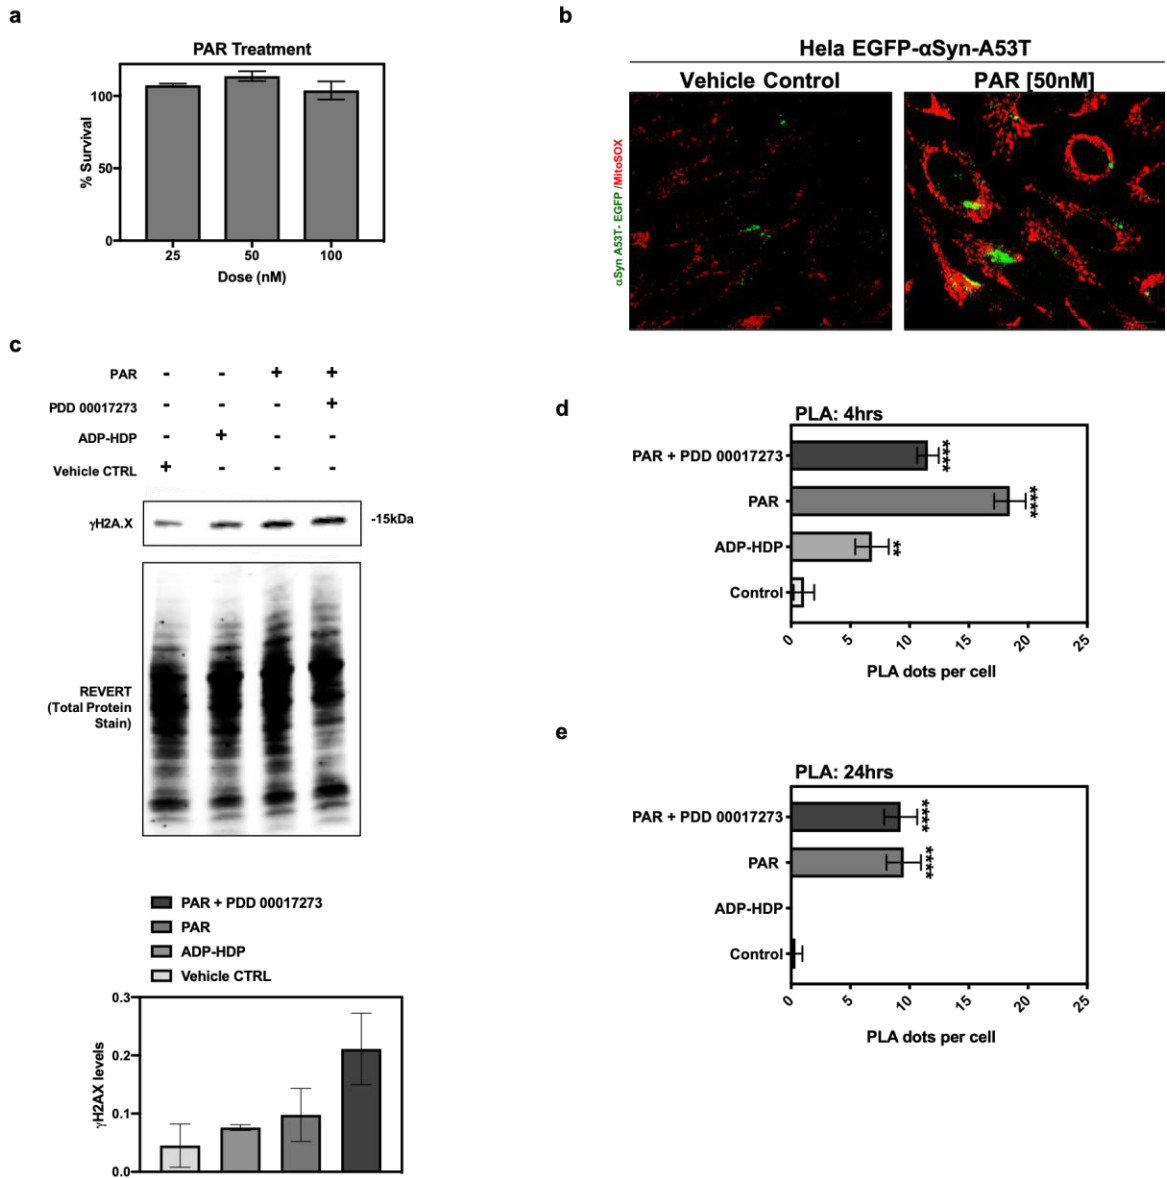 a
PAR Treatment
100
50
0
% Survival
25 50 100
Dose (nM)
b
Hela EGFP-αSyn-A53T
Vehicle Control PAR [50nM]
αSyn A53T- EGFP /MitoSOX
c
PAR - - + +
PDD 00017273 - - - +
ADP-HDP - + - -
Vehicle CTRL + - - -
γH2A.X -15kDa
REVERT
(Total Protein
Stain)
PAR + PDD 00017273
PAR
ADP-HDP
Vehicle CTRL
0.3
0.2
0.1
0.0
γH2AX levels
d
PLA: 4hrs
PAR + PDD 00017273 ****
PAR ****
ADP-HDP **
Control
0 5 10 15 20 25
PLA dots per cell
e
PLA: 24hrs
PAR + PDD 00017273 ****
PAR ****
ADP-HDP
Control
0 5 10 15 20 25
PLA dots per cell